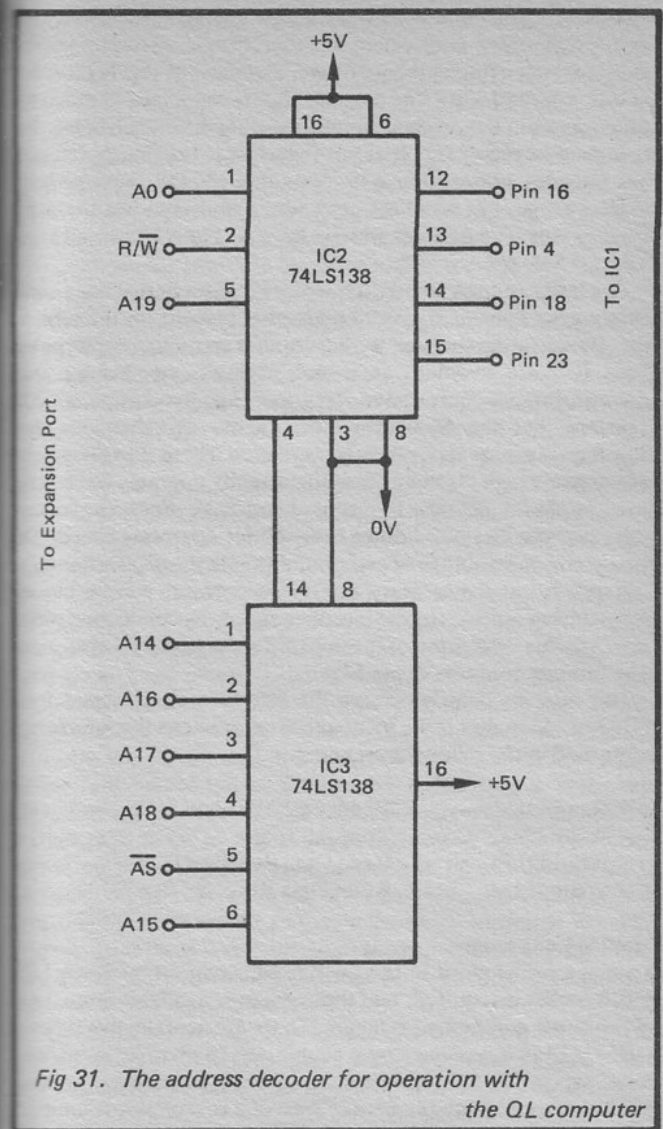 +5V
16 6
A0 1 12 Pin 16
R/W̅ 2 13 Pin 4
IC2
74LS138
A19 5 14 Pin 18
15 Pin 23
To IC1
4 3 8
To Expansion Port
0V
14 8
A14 1
A16 2
A17 3
IC3
74LS138
16 +5V
A18 4
A̅S̅ 5
A15 6
Fig 31. The address decoder for operation with
the QL computer